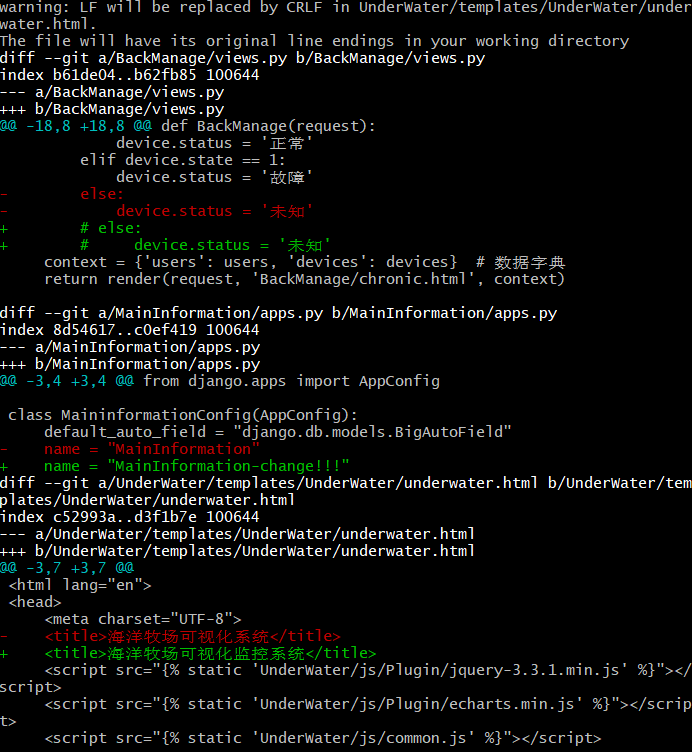 warning: LF will be replaced by CRLF in UnderWater/templates/UnderWater/under
water.html.
The file will have its original line endings in your working directory
diff --git a/BackManage/views.py b/BackManage/views.py
index b61de04..b62fb85 100644
--- a/BackManage/views.py
+++ b/BackManage/views.py
@@ -18,8 +18,8 @@ def BackManage(request):
             device.status = '正常'
         elif device.state == 1:
             device.status = '故障'
-        else:
-            device.status = '未知'
+        # else:
+        #     device.status = '未知'
     context = {'users': users, 'devices': devices}  # 数据字典
     return render(request, 'BackManage/chronic.html', context)
diff --git a/MainInformation/apps.py b/MainInformation/apps.py
index 8d54617..c0ef419 100644
--- a/MainInformation/apps.py
+++ b/MainInformation/apps.py
@@ -3,4 +3,4 @@ from django.apps import AppConfig
 class MaininformationConfig(AppConfig):
     default_auto_field = "django.db.models.BigAutoField"
-    name = "MainInformation"
+    name = "MainInformation-change!!!"
diff --git a/UnderWater/templates/UnderWater/underwater.html b/UnderWater/tem
plates/UnderWater/underwater.html
index c52993a..d3f1b7e 100644
--- a/UnderWater/templates/UnderWater/underwater.html
+++ b/UnderWater/templates/UnderWater/underwater.html
@@ -3,7 +3,7 @@
 <html lang="en">
 <head>
     <meta charset="UTF-8">
-    <title>海洋牧场可视化系统</title>
+    <title>海洋牧场可视化监控系统</title>
     <script src="{% static 'UnderWater/js/Plugin/jquery-3.3.1.min.js' %}"></
script>
     <script src="{% static 'UnderWater/js/Plugin/echarts.min.js' %}"></scrip
t>
     <script src="{% static 'UnderWater/js/common.js' %}"></script>